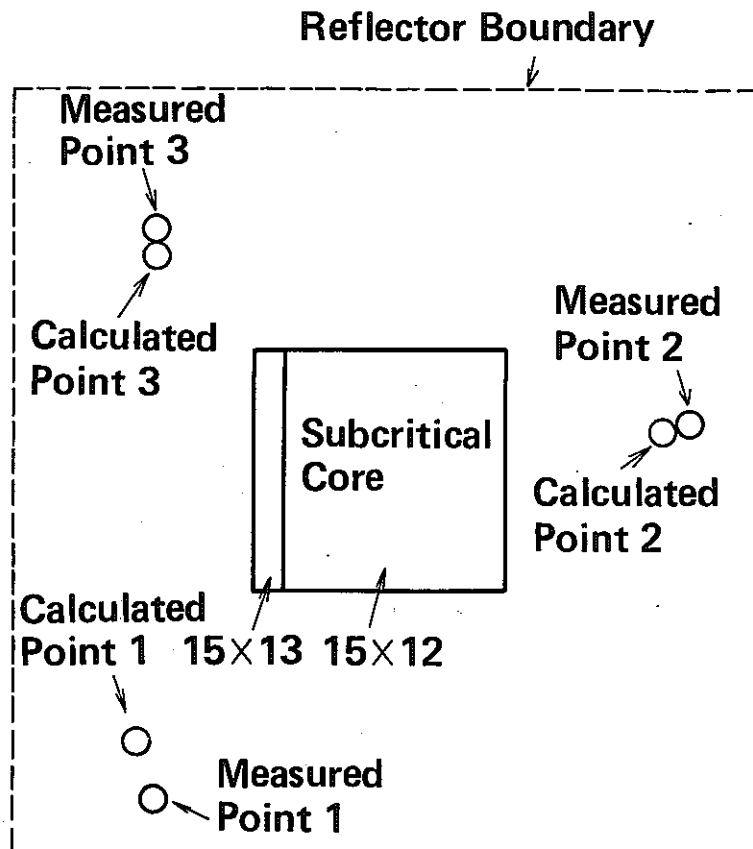 Reflector Boundary
Measured
Point 3
Calculated
Point 3
Measured
Point 2
Subcritical
Core
Calculated
Point 2
Calculated
Point 1
15×13
15×12
Measured
Point 1